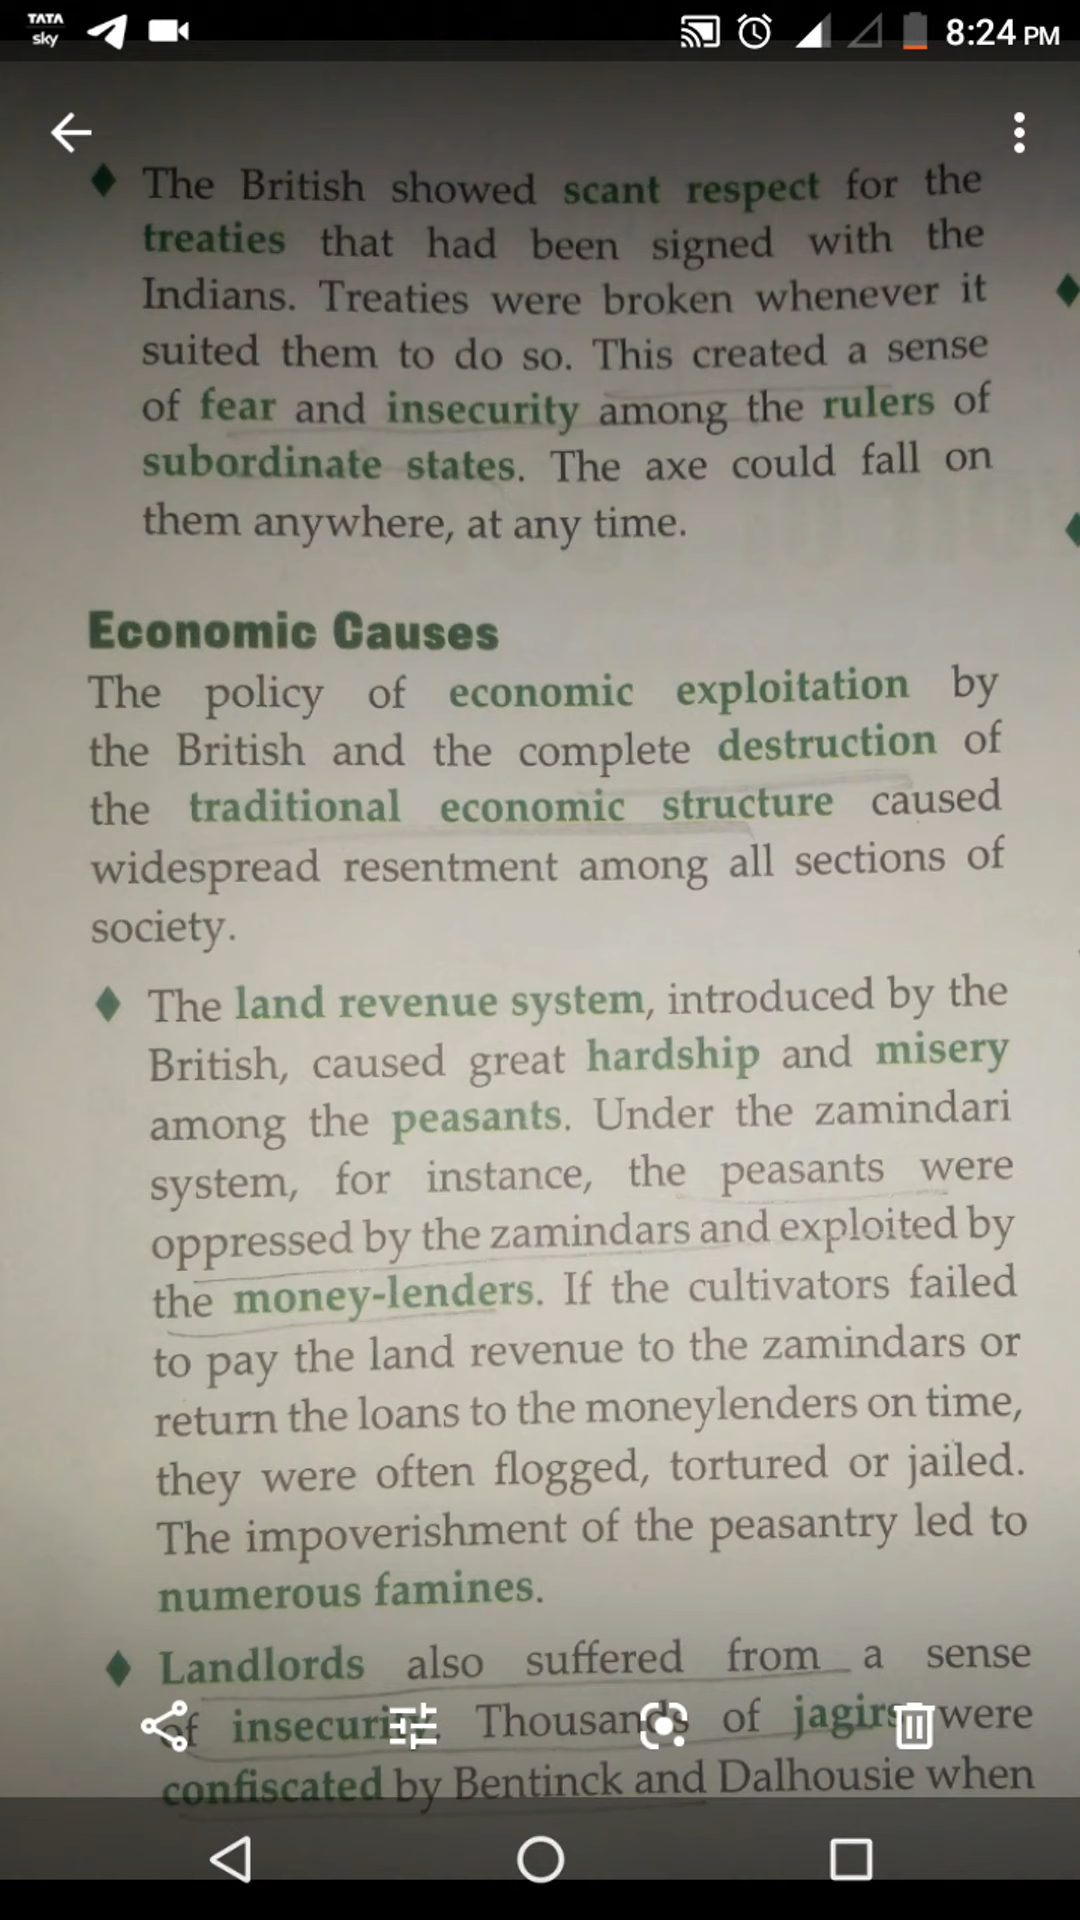 TATA
sky
8:24 PM
The British showed scant respect for the
treaties that had been signed with the
Indians. Treaties were broken whenever it
suited them to do so. This created a sense
of fear and insecurity among the rulers of
subordinate states. The axe could fall on
them anywhere, at any time.
Economic Causes
The policy of economic exploitation by
the British and the complete destruction of
the traditional economic structure caused
widespread resentment among all sections of
society.
The land revenue system, introduced by the
British, caused great hardship and misery
among the peasants. Under the zamindari
system, for instance, the peasants were
oppressed by the zamindars and exploited by
the money-lenders. If the cultivators failed
to pay the land revenue to the zamindars or
return the loans to the moneylenders on time,
they were often flogged, tortured or jailed.
The impoverishment of the peasantry led to
numerous famines.
Landlords also suffered from a sense
of insecurity. Thousands of jagirs were
confiscated by Bentinck and Dalhousie when